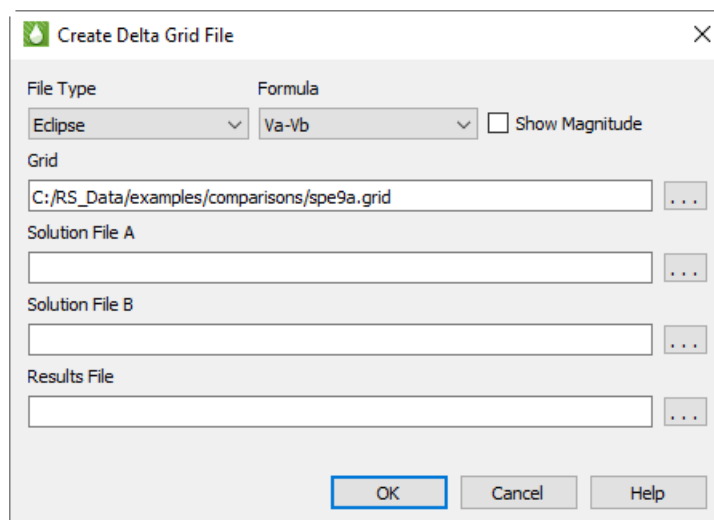 Create Delta Grid File
File Type Formula
Eclipse Va-Vb Show Magnitude
Grid
C:/RS_Data/examples/comparisons/spe9a.grid ...
Solution File A
...
Solution File B
...
Results File
...
OK Cancel Help